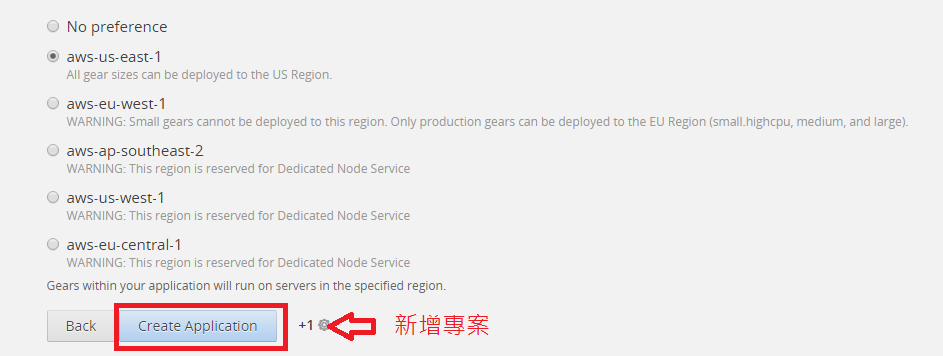 No preference
aws-us-east-1
All gear sizes can be deployed to the US Region.
aws-eu-west-1
WARNING: Small gears cannot be deployed to this region. Only production gears can be deployed to the EU Region (small.highcpu, medium, and large).
aws-ap-southeast-2
WARNING: This region is reserved for Dedicated Node Service
aws-us-west-1
WARNING: This region is reserved for Dedicated Node Service
aws-eu-central-1
WARNING: This region is reserved for Dedicated Node Service
Gears within your application will run on servers in the specified region.
Back Create Application +1 新增專案